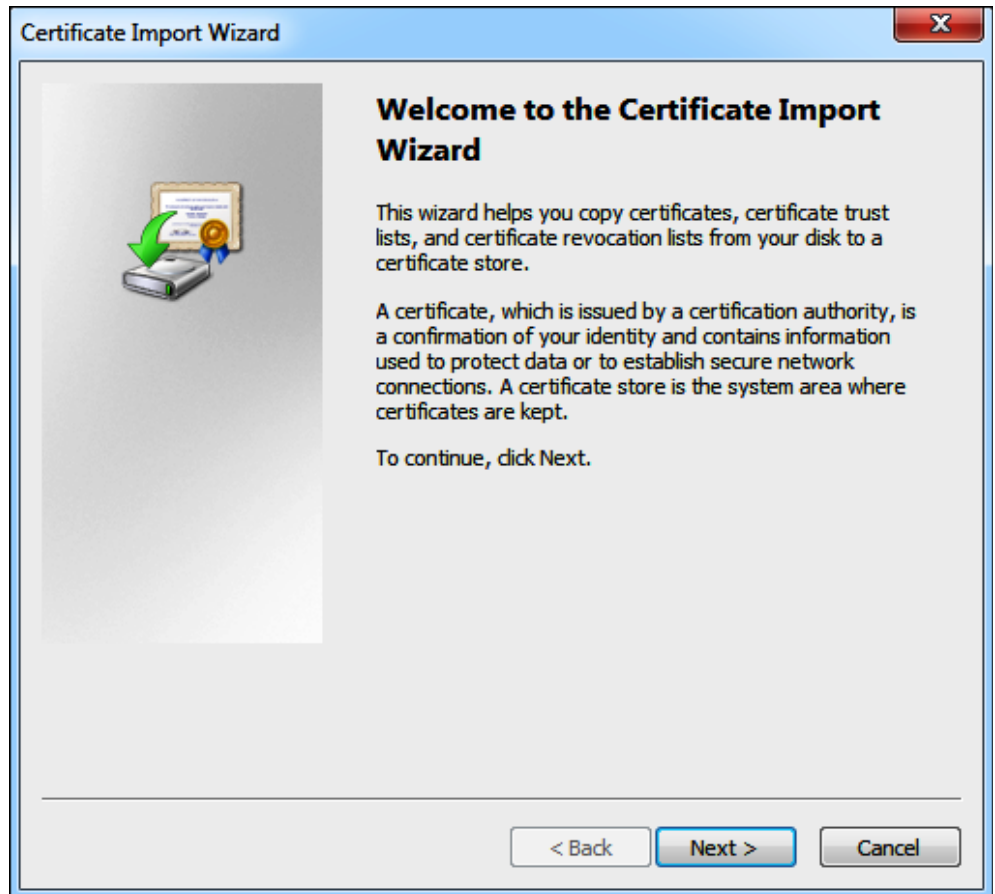 Certificate Import Wizard
X
Welcome to the Certificate Import
Wizard
This wizard helps you copy certificates, certificate trust
lists, and certificate revocation lists from your disk to a
certificate store.
A certificate, which is issued by a certification authority, is
a confirmation of your identity and contains information
used to protect data or to establish secure network
connections. A certificate store is the system area where
certificates are kept.
To continue, click Next.
< Back Next > Cancel